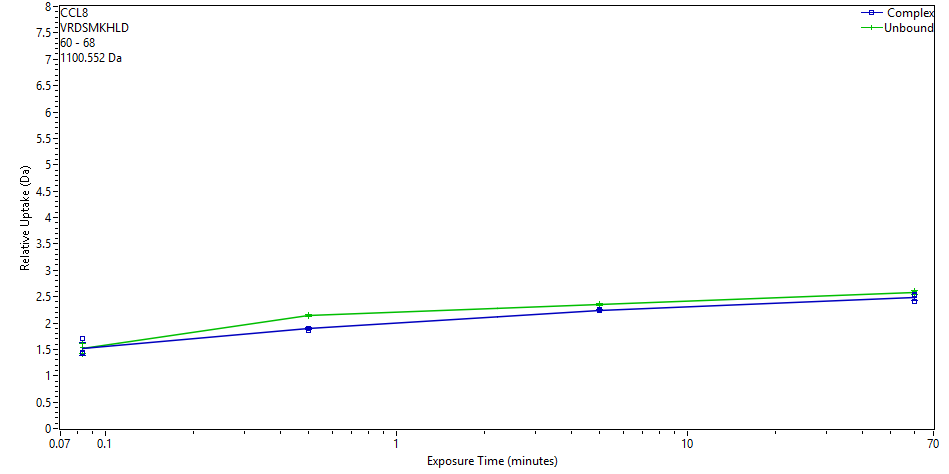 CCL8
VRDSMKHLD
60 - 68
1100.552 Da
Complex
Unbound
8
7.5
7
6.5
6
5.5
5
4.5
4
3.5
3
2.5
2
1.5
1
0.5
0
Relative Uptake (Da)
0.07
0.1
1
10
70
Exposure Time (minutes)